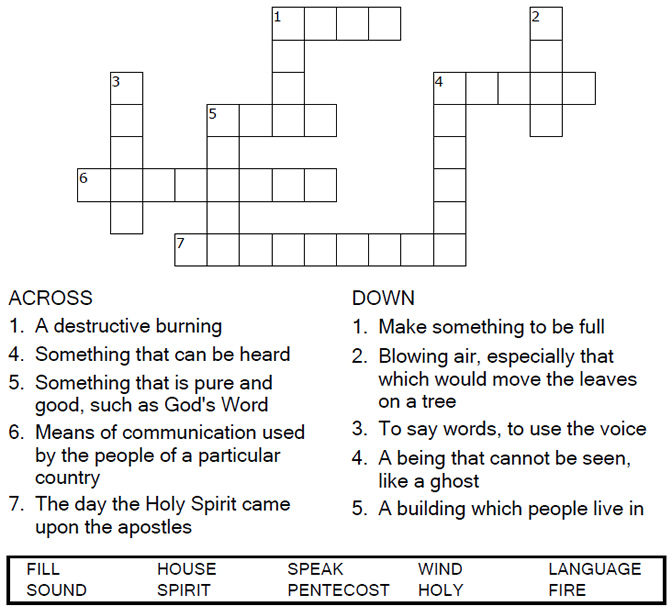 1
2
3
4
5
6
7
ACROSS
1. A destructive burning
4. Something that can be heard
5. Something that is pure and
good, such as God's Word
6. Means of communication used
by the people of a particular
country
7. The day the Holy Spirit came
upon the apostles
DOWN
1. Make something to be full
2. Blowing air, especially that
which would move the leaves
on a tree
3. To say words, to use the voice
4. A being that cannot be seen,
like a ghost
5. A building which people live in
FILL HOUSE SPEAK WIND LANGUAGE
SOUND SPIRIT PENTECOST HOLY FIRE